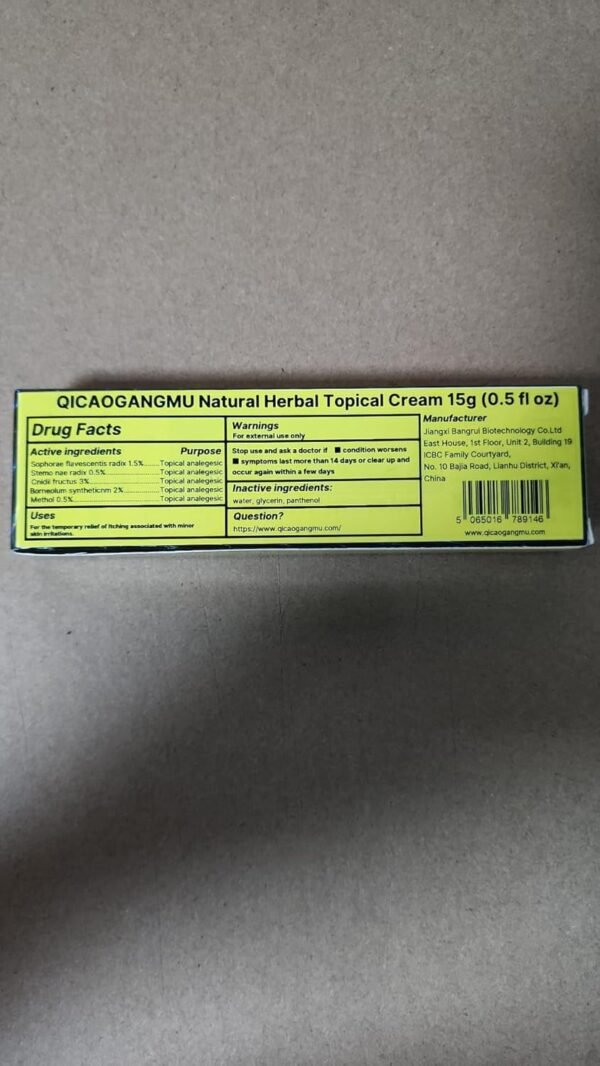 QICAOGANGMU Natural Herbal Topical Cream 15g (0.5 fl oz)
Drug Facts
Active ingredients Purpose
Sophorae flavescentis radix 1.5%......Topical analegesic
Stemo nae radix 0.5%......Topical analegesic
Cnidii fructus 3%......Topical analegesic
Borneolum syntheticnm 2%......Topical analegesic
Methol 0.5%......Topical analegesic
Uses
For the temporary relief of itching associated with minor
skin irritations.
Warnings
For external use only
Stop use and ask a doctor if ■ condition worsens
■ symptoms last more than 14 days or clear up and
occur again within a few days
Inactive ingredients:
water, glycerin, panthenol
Question?
https://www.qicaogangmu.com/
Manufacturer
Jiangxi Bangrui Biotechnology Co.Ltd
East House, 1st Floor, Unit 2, Building 19
ICBC Family Courtyard,
No. 10 Bajia Road, Lianhu District, Xi'an,
China
5 065016 789146
www.qicaogangmu.com